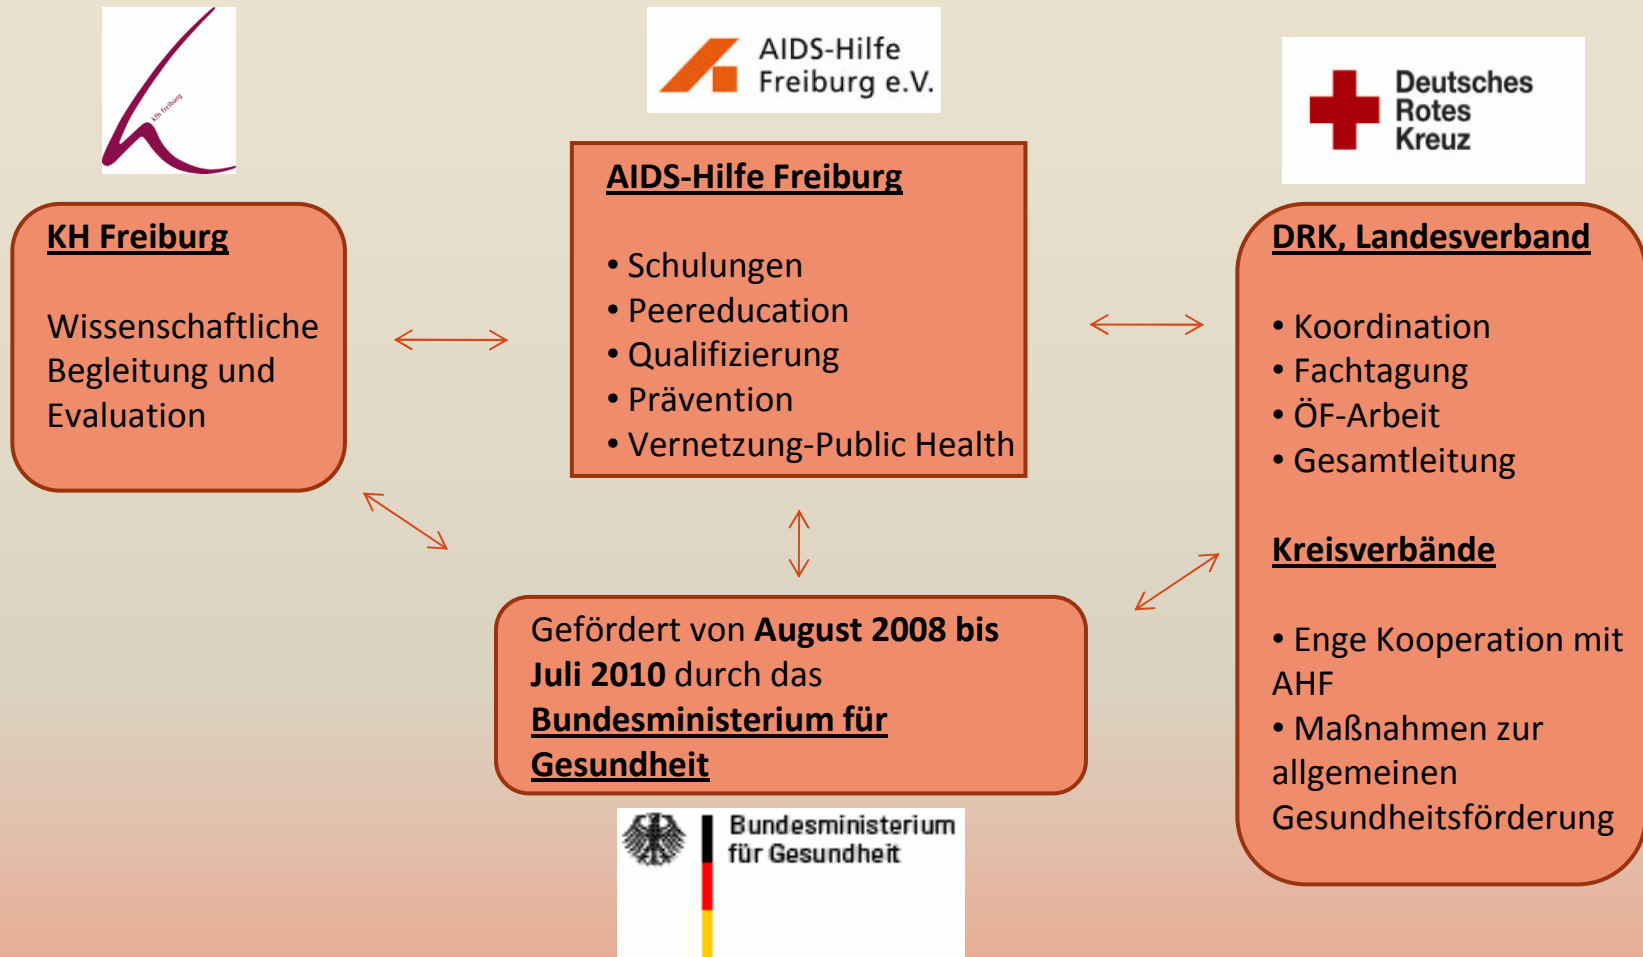 kfh freiburg
AIDS-Hilfe
Freiburg e.V.
Deutsches
Rotes
Kreuz
KH Freiburg
Wissenschaftliche
Begleitung und
Evaluation
AIDS-Hilfe Freiburg
• Schulungen
• Peereducation
• Qualifizierung
• Prävention
• Vernetzung-Public Health
DRK, Landesverband
• Koordination
• Fachtagung
• ÖF-Arbeit
• Gesamtleitung
Kreisverbände
• Enge Kooperation mit
AHF
• Maßnahmen zur
allgemeinen
Gesundheitsförderung
Gefördert von August 2008 bis
Juli 2010 durch das
Bundesministerium für
Gesundheit
Bundesministerium
für Gesundheit